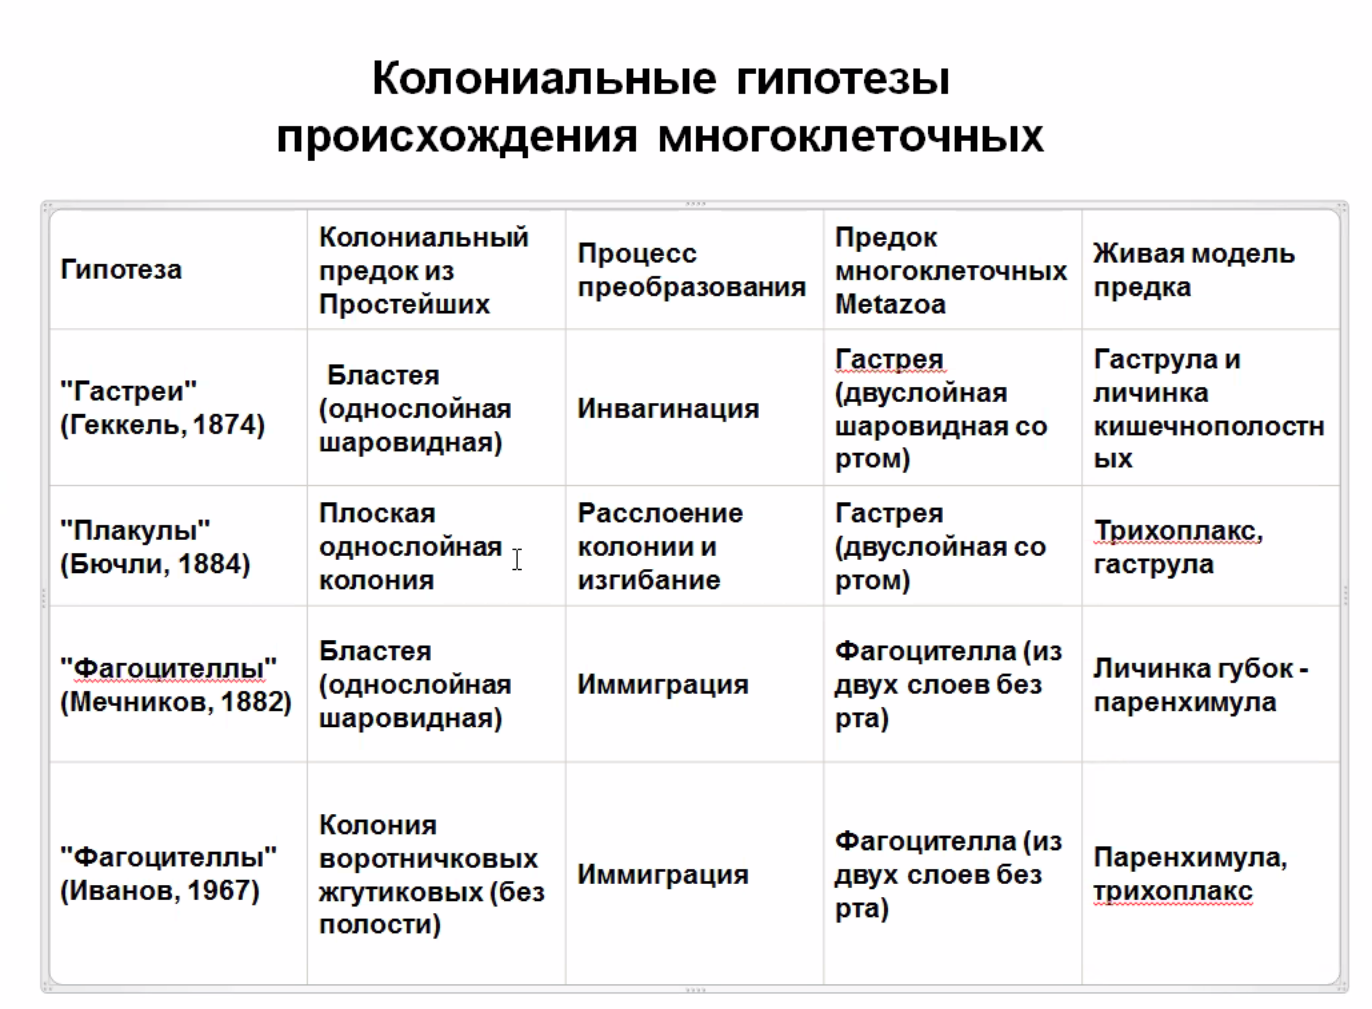 Колониальные гипотезы
происхождения многоклеточных
Гипотеза
Колониальный
предок из
Простейших
Процесс
преобразования
Предок
многоклеточных
Metazoa
Живая модель
предка
"Гастреи"
(Геккель, 1874)
Бластея
(однослойная
шаровидная)
Инвагинация
Гастрея
(двуслойная
шаровидная со
ртом)
Гаструла и
личинка
кишечнополостн
ых
"Плакулы"
(Бючли, 1884)
Плоская
однослойная
колония
Расслоение
колонии и
изгибание
Гастрея
(двуслойная со
ртом)
Трихоплакс,
гаструла
"Фагоцителлы"
(Мечников, 1882)
Бластея
(однослойная
шаровидная)
Иммиграция
Фагоцителла (из
двух слоев без
рта)
Личинка губок -
паренхимула
"Фагоцителлы"
(Иванов, 1967)
Колония
воротничковых
жгутиковых (без
полости)
Иммиграция
Фагоцителла (из
двух слоев без
рта)
Паренхимула,
трихоплакс